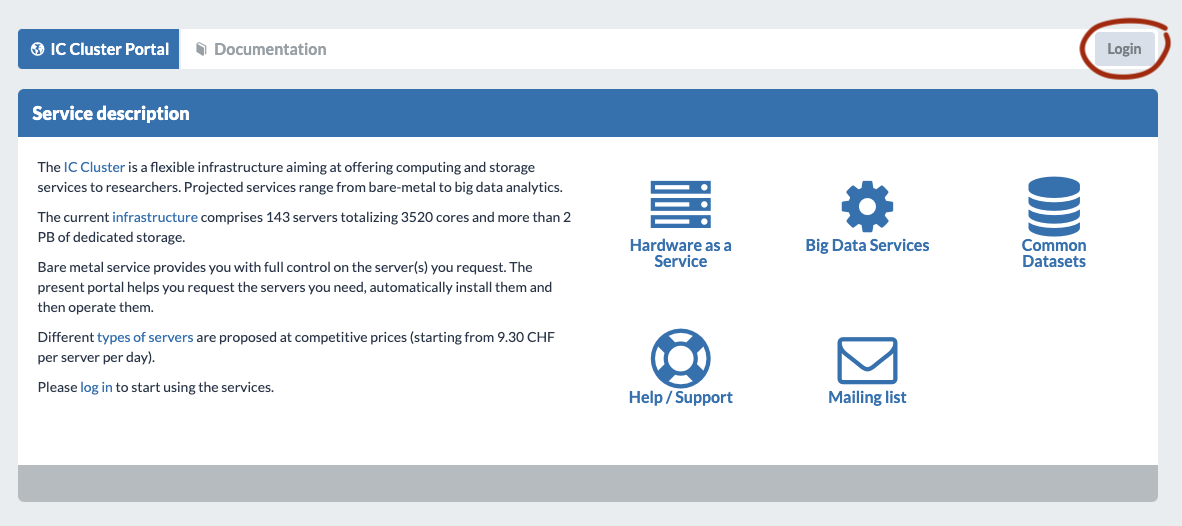 IC Cluster Portal
Documentation
Login
Service description
The IC Cluster is a flexible infrastructure aiming at offering computing and storage
services to researchers. Projected services range from bare-metal to big data analytics.
The current infrastructure comprises 143 servers totalizing 3520 cores and more than 2
PB of dedicated storage.
Bare metal service provides you with full control on the server(s) you request. The
present portal helps you request the servers you need, automatically install them and
then operate them.
Different types of servers are proposed at competitive prices (starting from 9.30 CHF
per server per day).
Please log in to start using the services.
Hardware as a
Service
Big Data Services
Common
Datasets
Help / Support
Mailing list